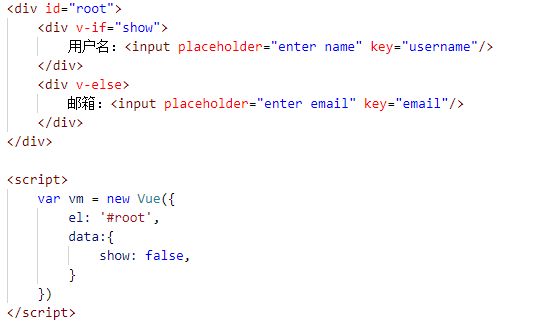 <div id="root">
    <div v-if="show">
        用户名：<input placeholder="enter name" key="username"/>
    </div>
    <div v-else>
        邮箱：<input placeholder="enter email" key="email"/>
    </div>
</div>

<script>
    var vm = new Vue({
        el: '#root',
        data:{
            show: false,
        }
    })
</script>